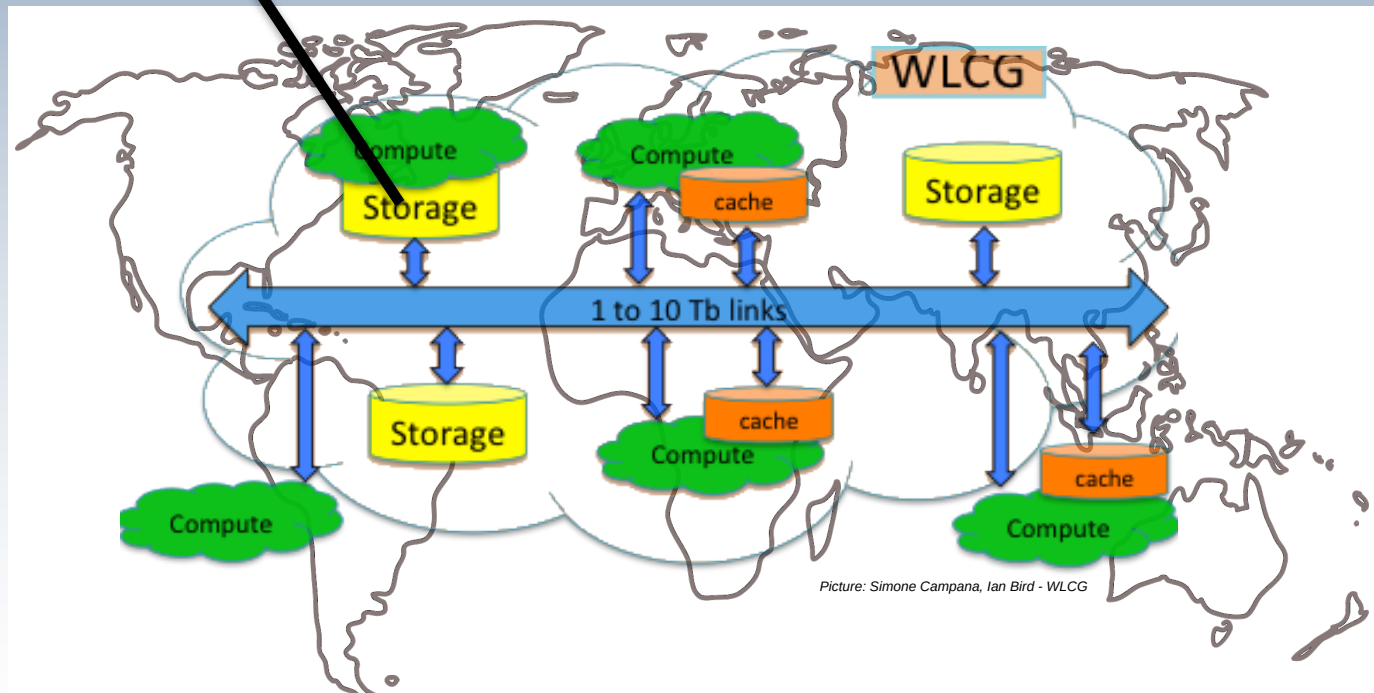 WLCG
Compute
Storage
Compute
cache
Storage
1 to 10 Tb links
Storage
cache
Compute
cache
Compute
Compute
Picture: Simone Campana, Ian Bird - WLCG